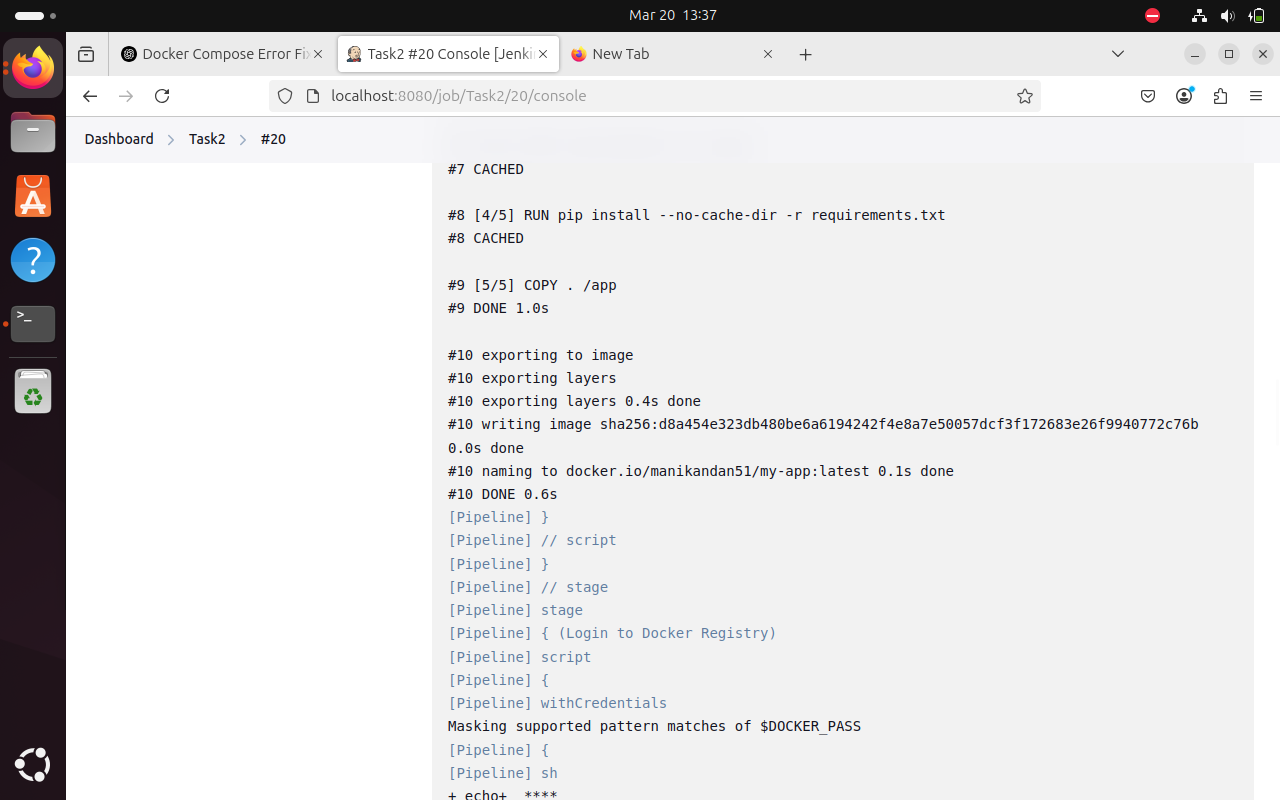 Mar 20 13:37
Docker Compose Error Fix
Task2 #20 Console [Jenki
New Tab
localhost:8080/job/Task2/20/console
Dashboard
Task2
#20
#7 CACHED
#8 [4/5] RUN pip install --no-cache-dir -r requirements.txt
#8 CACHED
#9 [5/5] COPY . /app
#9 DONE 1.0s
#10 exporting to image
#10 exporting layers
#10 exporting layers 0.4s done
#10 writing image sha256:d8a454e323db480be6a6194242f4e8a7e50057dcf3f172683e26f9940772c76b
0.0s done
#10 naming to docker.io/manikandan51/my-app:latest 0.1s done
#10 DONE 0.6s
[Pipeline] }
[Pipeline] // script
[Pipeline] }
[Pipeline] // stage
[Pipeline] stage
[Pipeline] { (Login to Docker Registry)
[Pipeline] script
[Pipeline] {
[Pipeline] withCredentials
Masking supported pattern matches of $DOCKER_PASS
[Pipeline] {
[Pipeline] sh
+ echo+  ****